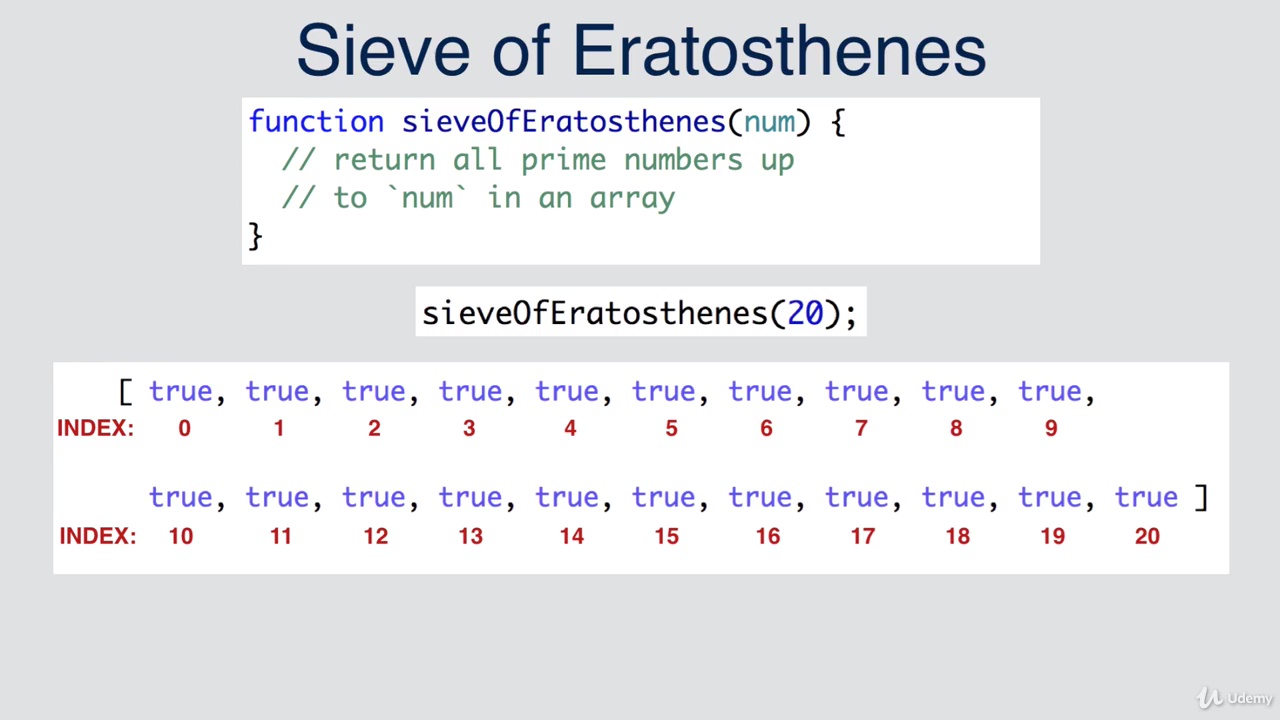 Sieve of Eratosthenes
function sieveOfEratosthenes(num) {
// return all prime numbers up
// to `num` in an array
}
sieveOfEratosthenes(20);
[ true, true, true, true, true, true, true, true, true, true,
INDEX: 0 1 2 3 4 5 6 7 8 9
true, true, true, true, true, true, true, true, true, true, true ]
INDEX: 10 11 12 13 14 15 16 17 18 19 20
Udemy